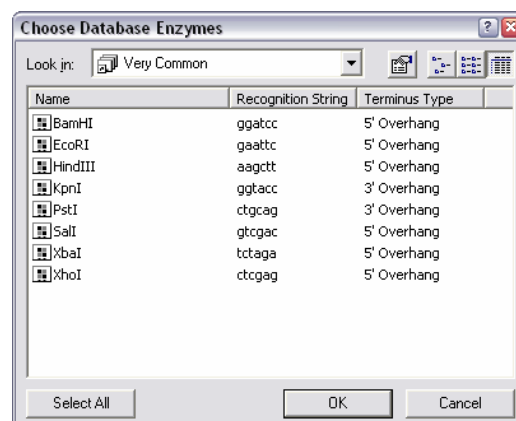 Choose Database Enzymes
Look in: Very Common
Name Recognition String Terminus Type
BamHI ggatcc 5' Overhang
EcoRI gaattc 5' Overhang
HindIII aagctt 5' Overhang
KpnI ggtacc 3' Overhang
PstI ctgcag 3' Overhang
SalI gtcgac 5' Overhang
XbaI tctaga 5' Overhang
XhoI ctcgag 5' Overhang
Select All OK Cancel